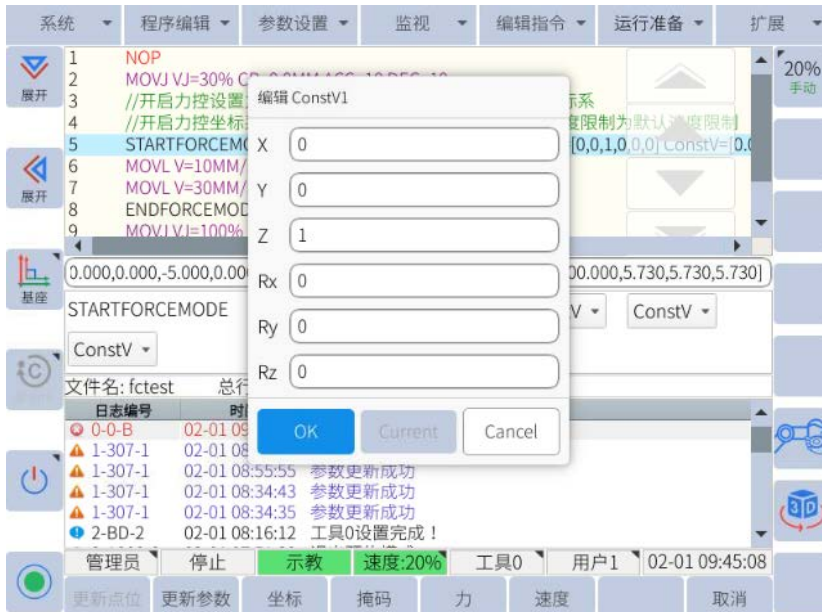 系统 程序编辑 参数设置 监视 编辑指令 运行准备 扩展
展开
展开
基座
20%
手动
1 NOP
2 MOVJ VJ=30%
3 //开启力控设置 示系
4 //开启力控坐标 度限制为默认速度限制
5 STARTFORCEMO [0,0,1,0,0,0] ConstV=[0.0
6 MOVL V=10MM/
7 MOVL V=30MM/
8 ENDFORCEMOD
9 MOVJ VJ=100%
编辑 ConstV1
X 0
Y 0
Z 1
Rx 0
Ry 0
Rz 0
OK Current Cancel
0.000,0.000,-5.000,0.00 00.000,5.730,5.730,5.730]
STARTFORCEMODE V ConstV
ConstV
文件名: fctest 总行
日志编号 时
0-0-B 02-01 09
1-307-1 02-01 08
1-307-1 02-01 08:55:55 参数更新成功
1-307-1 02-01 08:34:43 参数更新成功
1-307-1 02-01 08:34:35 参数更新成功
2-BD-2 02-01 08:16:12 工具0设置完成！
管理员 停止 示教 速度:20% 工具0 用户1 02-01 09:45:08
更新点位 更新参数 坐标 掩码 力 速度 取消
3D